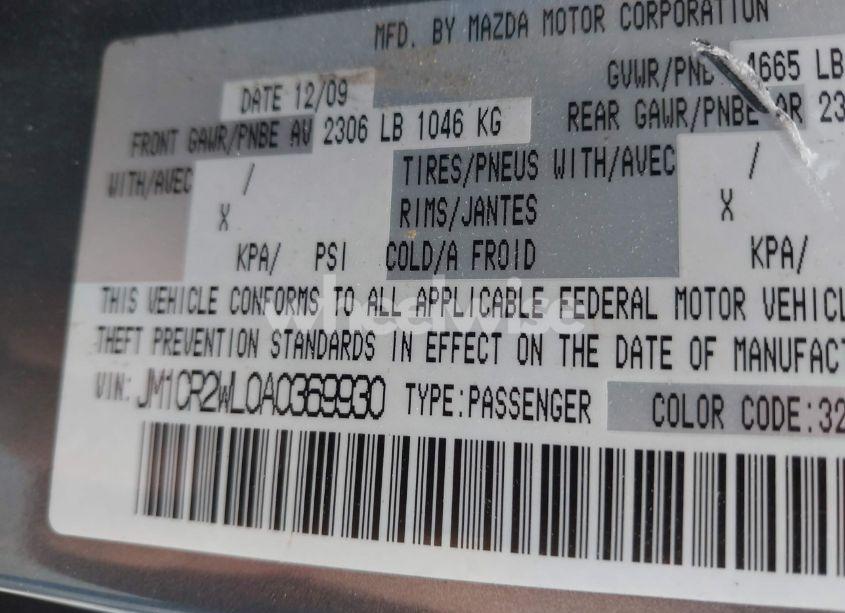 MFD. BY MAZDA MOTOR CORPORATION
DATE 12/09
GVWR/PNBV 4665 LB
FRONT GAWR/PNBE AV 2306 LB 1046 KG
REAR GAWR/PNBE AR 23
WITH/AVEC / TIRES/PNEUS WITH/AVEC /
X RIMS/JANTES X
KPA/ PSI COLD/A FROID KPA/
THIS VEHICLE CONFORMS TO ALL APPLICABLE FEDERAL MOTOR VEHICL
THEFT PREVENTION STANDARDS IN EFFECT ON THE DATE OF MANUFACT
wheelwise
VIN: JM1CR2WL0A0369930 TYPE:PASSENGER COLOR CODE:32